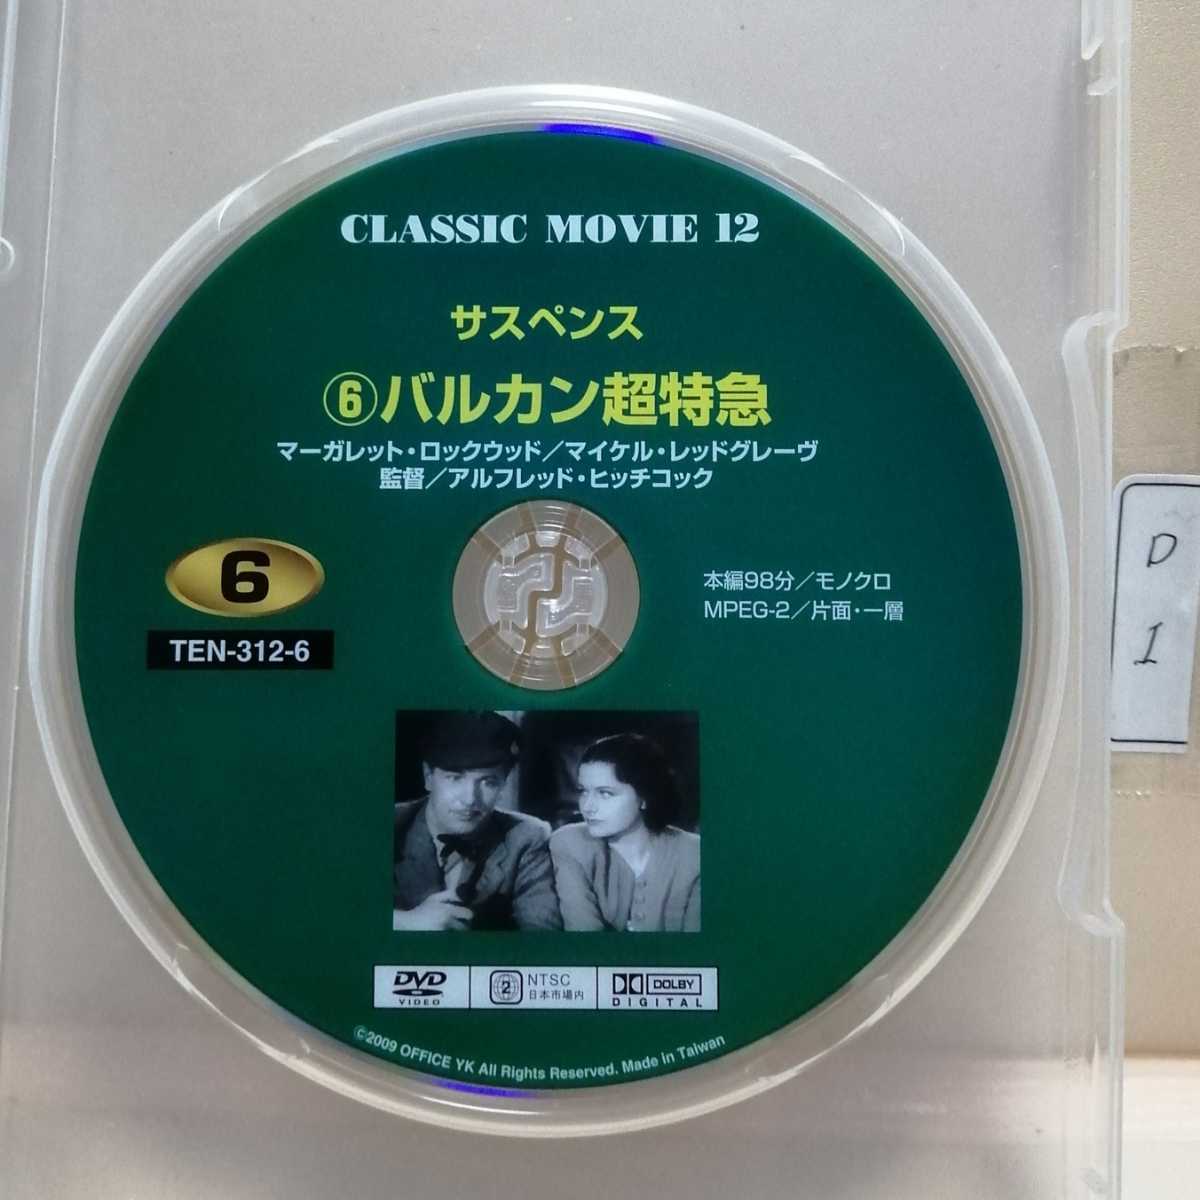 CLASSIC MOVIE 12
サスペンス
⑥バルカン超特急
マーガレット・ロックウッド/マイケル・レッドグレーヴ
監督/アルフレッド・ヒッチコック
6
TEN-312-6
本編98分/モノクロ
MPEG-2/片面・一層
DVD
VIDEO
2
NTSC
日本市場内
DOLBY
DIGITAL
©2009 OFFICE YK All Rights Reserved. Made in Taiwan
D
1